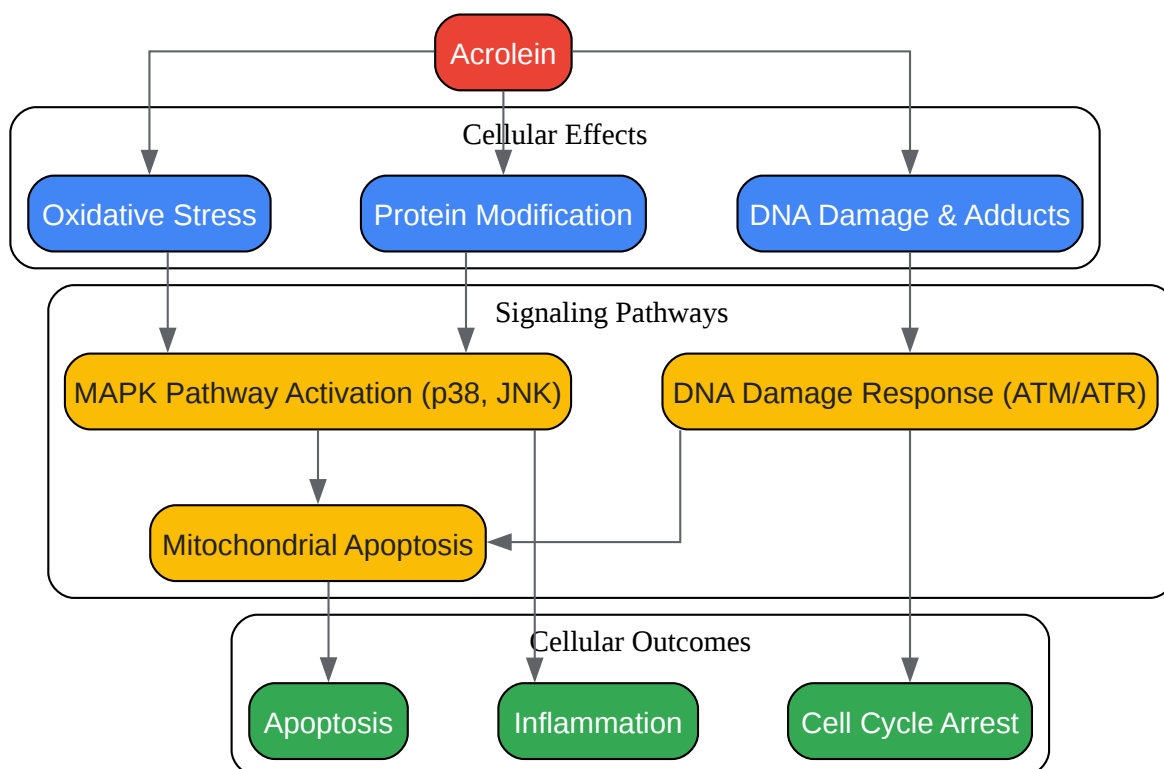 Acrolein
Cellular Effects
Oxidative Stress
Protein Modification
DNA Damage & Adducts
Signaling Pathways
MAPK Pathway Activation (p38, JNK)
DNA Damage Response (ATM/ATR)
Mitochondrial Apoptosis
Cellular Outcomes
Apoptosis
Inflammation
Cell Cycle Arrest